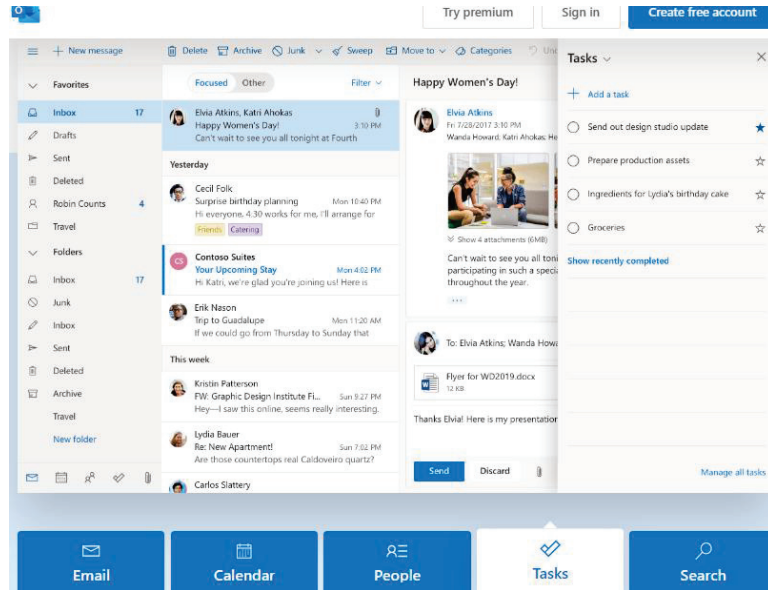 Try premium
Sign in
Create free account
New message
Delete
Archive
Junk
Sweep
Move to
Categories
Favorites
Inbox 17
Drafts
Sent
Deleted
Robin Counts 4
Travel
Folders
Inbox 17
Junk
Inbox
Sent
Deleted
Archive
Travel
New folder
Focused
Other
Filter
Elvia Atkins, Katri Ahokas
Happy Women's Day! 3:10 PM
Can't wait to see you all tonight at Fourth
Yesterday
Cecil Folk
Surprise birthday planning Mon 10:40 PM
Hi everyone. 4:30 works for me, I'll arrange for
Friends Catering
CS
Contoso Suites
Your Upcoming Stay Mon 4:02 PM
Hi Katri, we're glad you're joining us! Here is
Erik Nason
Trip to Guadalupe Mon 11:20 AM
If we could go from Thursday to Sunday that
This week
Kristin Patterson
FW: Graphic Design Institute Fi... Sun 9:27 PM
Hey—I saw this online, seems really interesting.
Lydia Bauer
Re: New Apartment! Sun 7:02 PM
Are those countertops real Caldoveiro quartz?
Carlos Slattery
Happy Women's Day!
Elvia Atkins
Fri 7/28/2017 3:10 PM
Wanda Howard; Katri Ahokas; He
Show 4 attachments (6MB)
Can't wait to see you all toni
participating in such a specia
throughout the year.
...
To: Elvia Atkins; Wanda Howa
Flyer for WD2019.docx
12 KB
Thanks Elvia! Here is my presentation
Send
Discard
Tasks
Add a task
Send out design studio update
Prepare production assets
Ingredients for Lydia's birthday cake
Groceries
Show recently completed
Manage all tasks
Email
Calendar
People
Tasks
Search